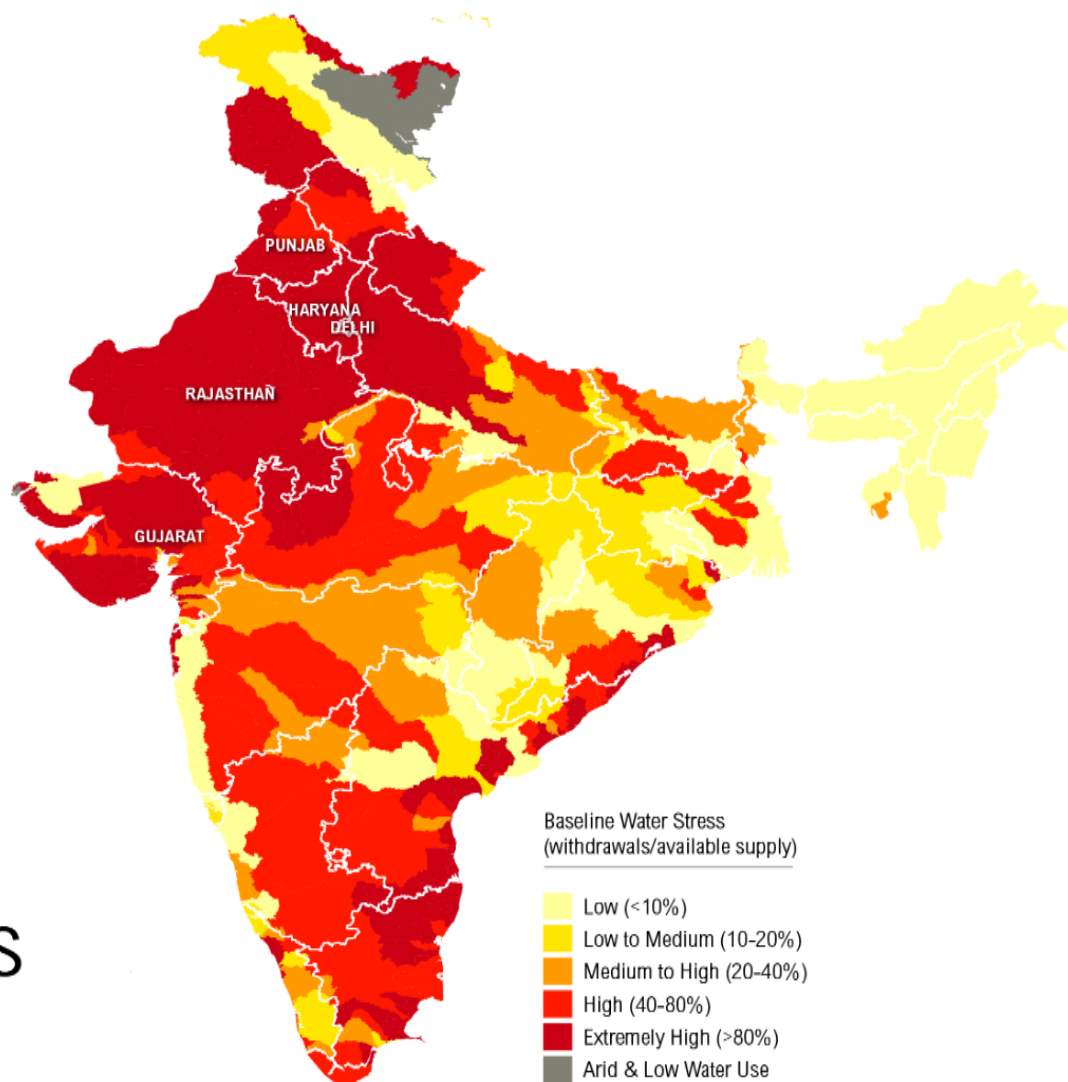 PUNJAB
HARYANA
DELHI
RAJASTHAÑ
GUJARAT
S
Baseline Water Stress
(withdrawals/available supply)
Low (<10%)
Low to Medium (10-20%)
Medium to High (20-40%)
High (40-80%)
Extremely High (>80%)
Arid & Low Water Use